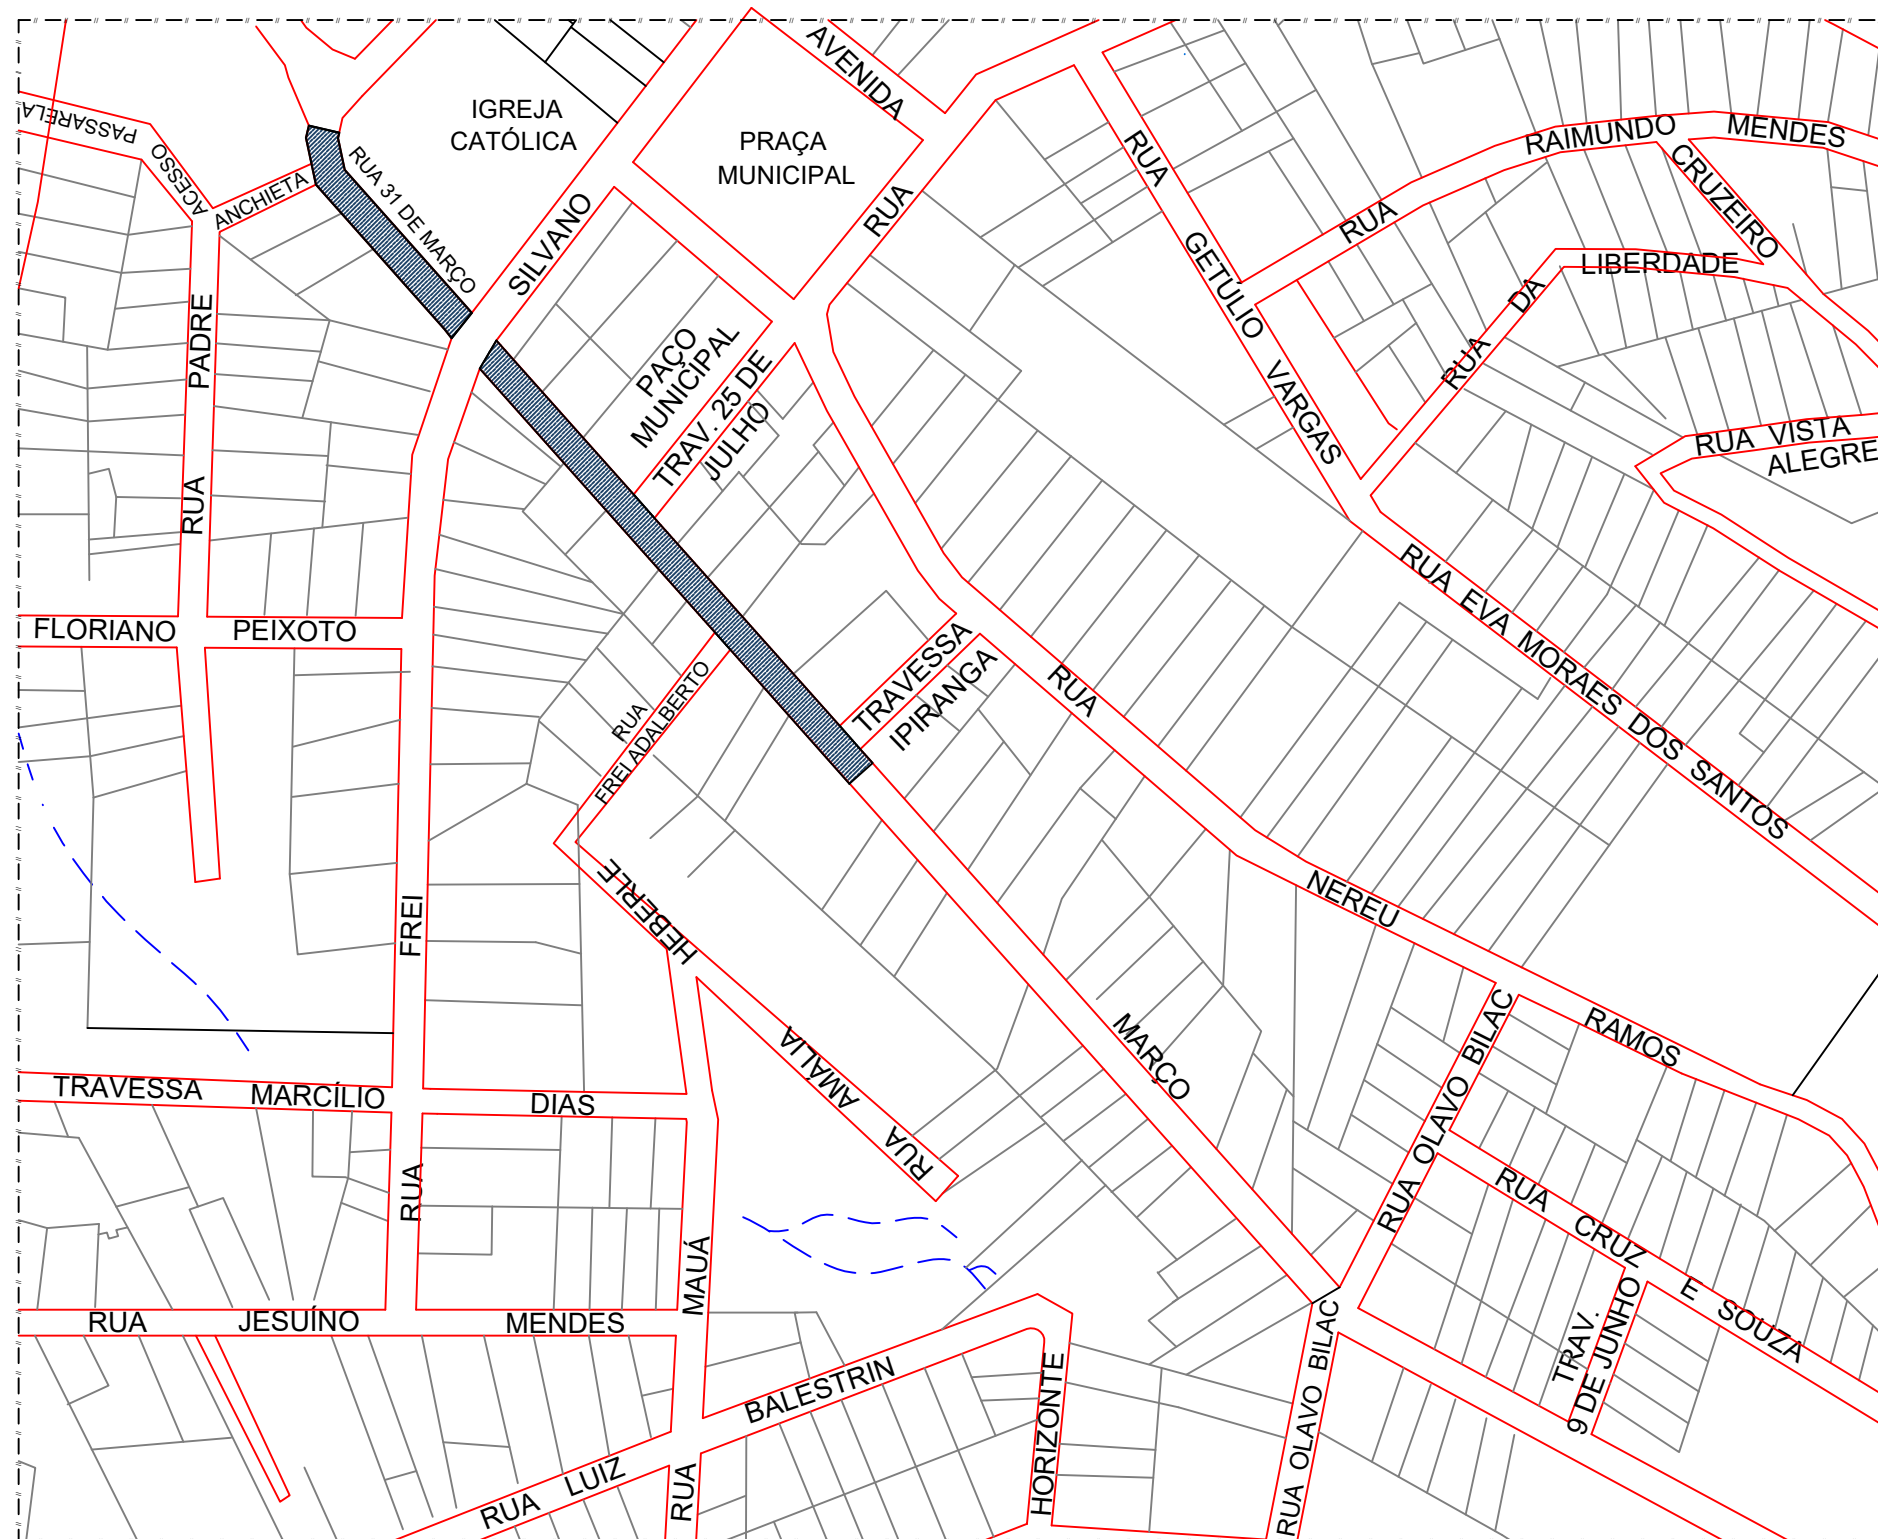 AVENIDA
IGREJA
CATÓLICA
PRAÇA
MUNICIPAL
PASSARELA
ACESSO
ANCHIETA
RUA 31 DE MARÇO
SILVANO
RUA
RUA
RAIMUNDO
MENDES
CRUZEIRO
RUA
GETÚLIO
VARGAS
LIBERDADE
DA
RUA
RUA VISTA
ALEGRE
PADRE
RUA
PAÇO
MUNICIPAL
TRAV. 25 DE
JULHO
RUA EVA MORAES DOS SANTOS
FLORIANO
PEIXOTO
TRAVESSA
IPIRANGA
RUA
RUA
FREI ADALBERTO
HEBERLE
FREI
NEREU
RAMOS
MARÇO
AMÁLIA
RUA
RUA OLAVO BILAC
TRAVESSA
MARCÍLIO
DIAS
RUA
MAUÁ
RUA
CRUZ
E
SOUZA
TRAV.
9 DE JUNHO
RUA
JESUÍNO
MENDES
BALESTRIN
HORIZONTE
RUA OLAVO BILAC
RUA
LUIZ
RUA